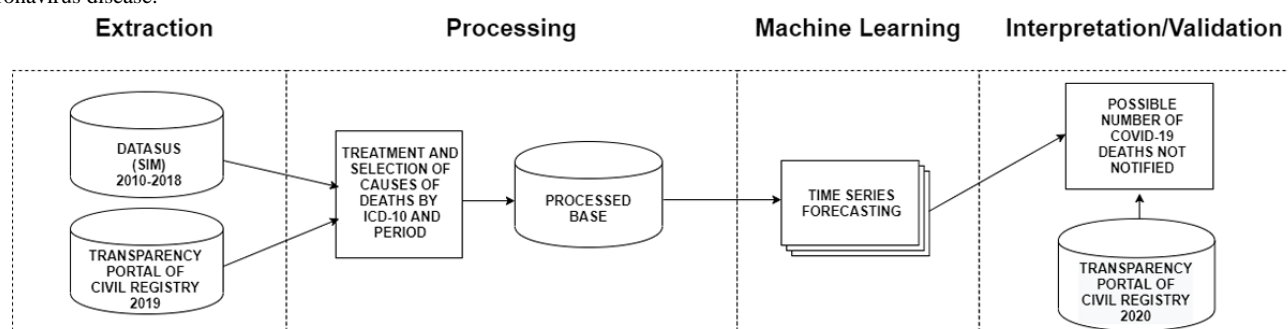 ronavirus disease.
Extraction
Processing
Machine Learning
Interpretation/Validation
DATASUS
(SIM)
2010-2018
TRANSPARENCY
PORTAL OF
CIVIL REGISTRY
2019
TREATMENT AND
SELECTION OF
CAUSES OF
DEATHS BY
ICD-10 AND
PERIOD
PROCESSED
BASE
TIME SERIES
FORECASTING
POSSIBLE
NUMBER OF
COVID-19
DEATHS NOT
NOTIFIED
TRANSPARENCY
PORTAL OF
CIVIL REGISTRY
2020